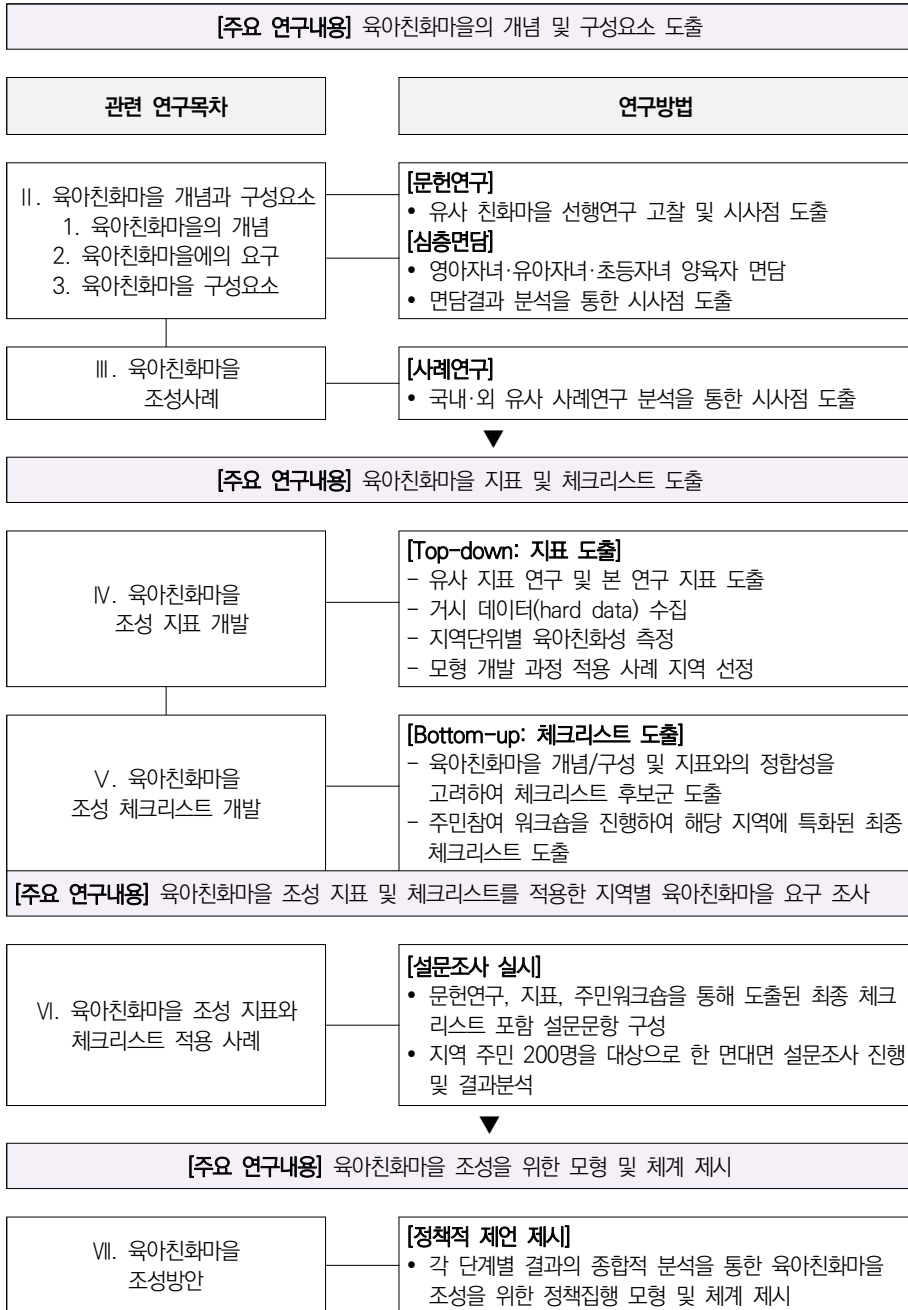 [주요 연구내용] 육아친화마을의 개념 및 구성요소 도출
관련 연구목차
연구방법
Ⅱ. 육아친화마을 개념과 구성요소
1. 육아친화마을의 개념
2. 육아친화마을에의 요구
3. 육아친화마을 구성요소
[문헌연구]
• 유사 친화마을 선행연구 고찰 및 시사점 도출
[심층면담]
• 영아자녀·유아자녀·초등자녀 양육자 면담
• 면담결과 분석을 통한 시사점 도출
Ⅲ. 육아친화마을
조성사례
[사례연구]
• 국내·외 유사 사례연구 분석을 통한 시사점 도출
▼
[주요 연구내용] 육아친화마을 지표 및 체크리스트 도출
Ⅳ. 육아친화마을
조성 지표 개발
[Top-down: 지표 도출]
- 유사 지표 연구 및 본 연구 지표 도출
- 거시 데이터(hard data) 수집
- 지역단위별 육아친화성 측정
- 모형 개발 과정 적용 사례 지역 선정
Ⅴ. 육아친화마을
조성 체크리스트 개발
[Bottom-up: 체크리스트 도출]
- 육아친화마을 개념/구성 및 지표와의 정합성을
고려하여 체크리스트 후보군 도출
- 주민참여 워크숍을 진행하여 해당 지역에 특화된 최종
체크리스트 도출
[주요 연구내용] 육아친화마을 조성 지표 및 체크리스트를 적용한 지역별 육아친화마을 요구 조사
Ⅵ. 육아친화마을 조성 지표와
체크리스트 적용 사례
[설문조사 실시]
• 문헌연구, 지표, 주민워크숍을 통해 도출된 최종 체크
리스트 포함 설문문항 구성
• 지역 주민 200명을 대상으로 한 면대면 설문조사 진행
및 결과분석
▼
[주요 연구내용] 육아친화마을 조성을 위한 모형 및 체계 제시
Ⅶ. 육아친화마을
조성방안
[정책적 제언 제시]
• 각 단계별 결과의 종합적 분석을 통한 육아친화마을
조성을 위한 정책집행 모형 및 체계 제시